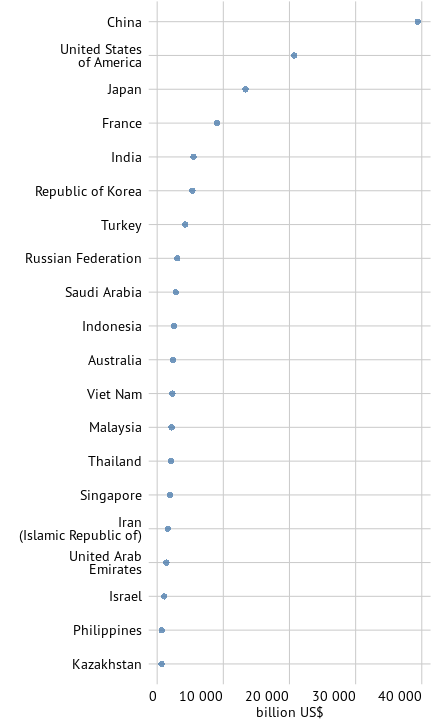 China
United States
of America
Japan
France
India
Republic of Korea
Turkey
Russian Federation
Saudi Arabia
Indonesia
Australia
Viet Nam
Malaysia
Thailand
Singapore
Iran
(Islamic Republic of)
United Arab
Emirates
Israel
Philippines
Kazakhstan
0 10 000 20 000 30 000 40 000
billion US$